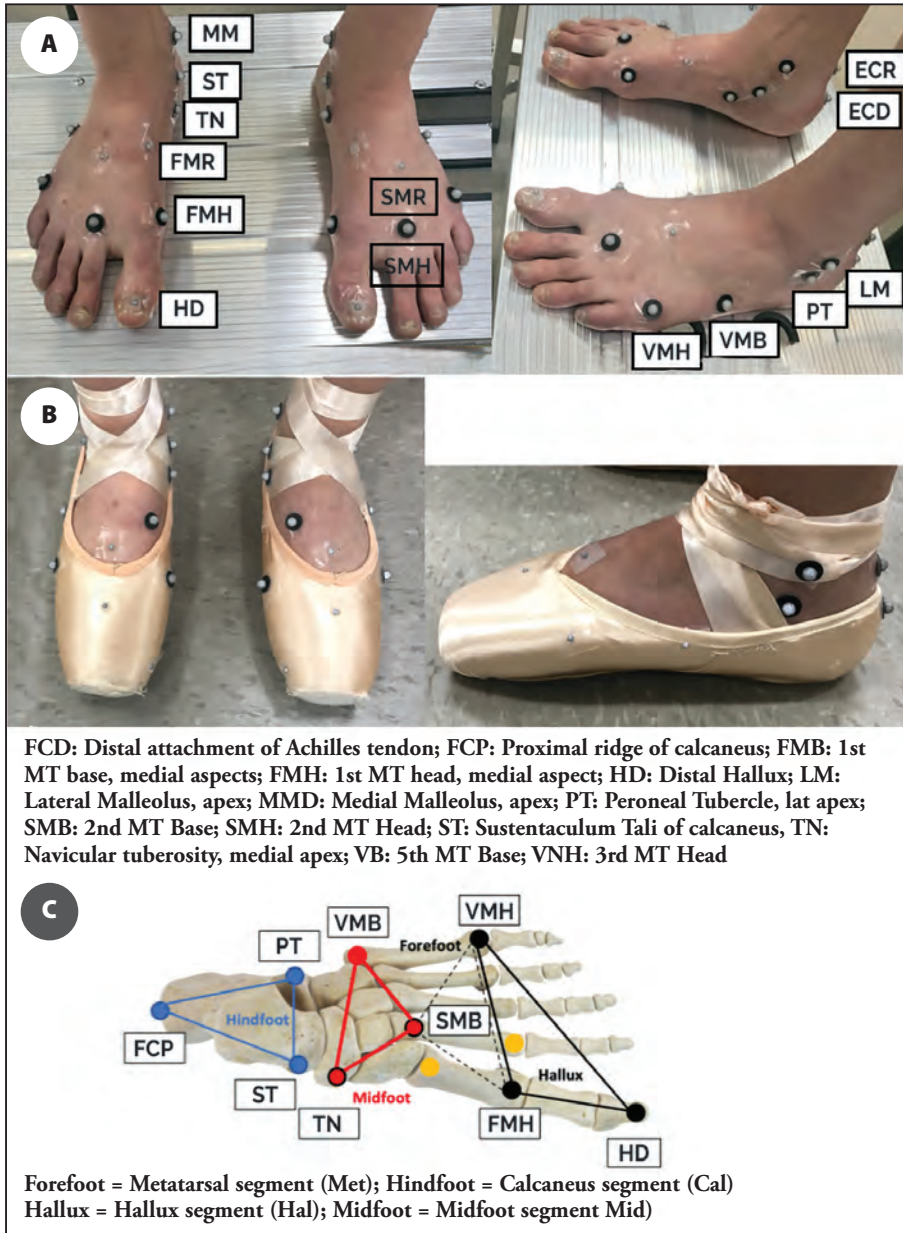 A
MM
ST
TN
FMR
FMH
HD
SMR
SMH
ECR
ECD
LM
PT
VMB
VMH
B
FCD: Distal attachment of Achilles tendon; FCP: Proximal ridge of calcaneus; FMB: 1st
MT base, medial aspects; FMH: 1st MT head, medial aspect; HD: Distal Hallux; LM:
Lateral Malleolus, apex; MMD: Medial Malleolus, apex; PT: Peroneal Tubercle, lat apex;
SMB: 2nd MT Base; SMH: 2nd MT Head; ST: Sustentaculum Tali of calcaneus, TN:
Navicular tuberosity, medial apex; VB: 5th MT Base; VNH: 3rd MT Head
C
VMB
VMH
PT
Forefoot
SMB
Hindfoot
FCP
Hallux
ST
Midfoot
TN
FMH
HD
Forefoot = Metatarsal segment (Met); Hindfoot = Calcaneus segment (Cal)
Hallux = Hallux segment (Hal); Midfoot = Midfoot segment Mid)